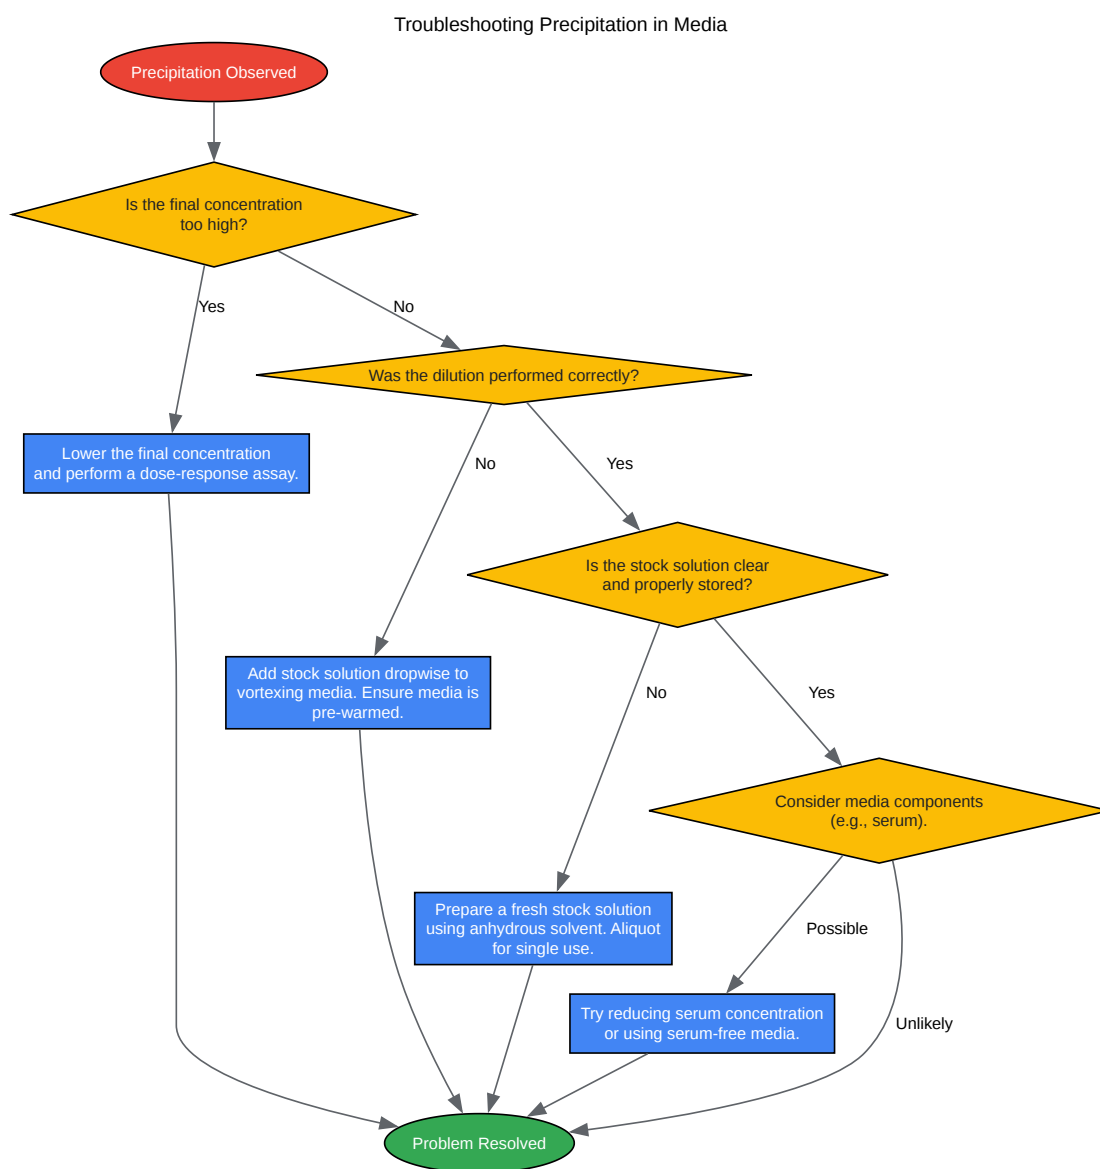 Troubleshooting Precipitation in Media
Precipitation Observed
Is the final concentration
too high?
Yes
No
Was the dilution performed correctly?
Lower the final concentration
and perform a dose-response assay.
No
Yes
Is the stock solution clear
and properly stored?
Add stock solution dropwise to
vortexing media. Ensure media is
pre-warmed.
No
Yes
Consider media components
(e.g., serum).
Prepare a fresh stock solution
using anhydrous solvent. Aliquot
for single use.
Possible
Try reducing serum concentration
or using serum-free media.
Unlikely
Problem Resolved